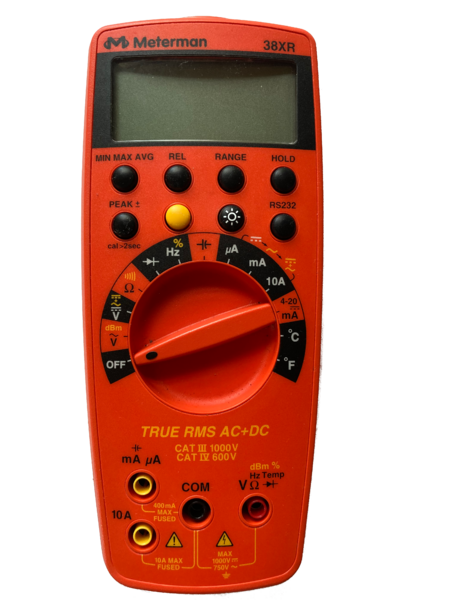 Meterman 38XR
MIN MAX AVG REL RANGE HOLD
PEAK ± RS232
cal >2sec
% Hz
µA
mA
10A
4-20 mA
°C
°F
Ω
V
dBm
V
OFF
TRUE RMS AC+DC
CAT III 1000V
CAT IV 600V
mA µA
dBm %
Hz Temp
COM V Ω
400mA
MAX
FUSED
10A
10A MAX
FUSED
MAX
1000V
750V ~